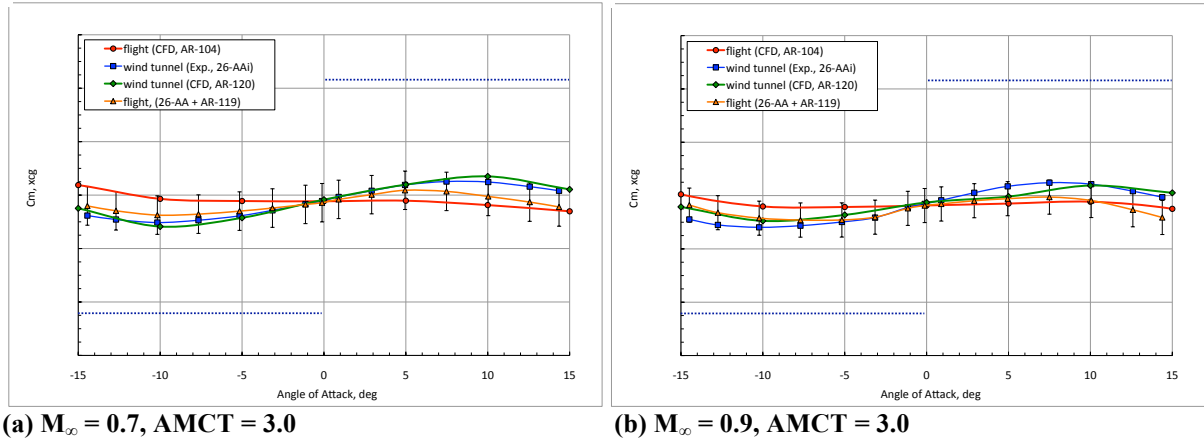 flight (CFD, AR-104)
wind tunnel (Exp., 26-AAi)
wind tunnel (CFD, AR-120)
flight, (26-AA + AR-119)
Cm, xcg
-15 -10 -5 0 5 10 15
Angle of Attack, deg
(a) M∞ = 0.7, AMCT = 3.0
flight (CFD, AR-104)
wind tunnel (Exp., 26-AAi)
wind tunnel (CFD, AR-120)
flight (26-AA + AR-119)
Cm, xcg
-15 -10 -5 0 5 10 15
Angle of Attack, deg
(b) M∞ = 0.9, AMCT = 3.0